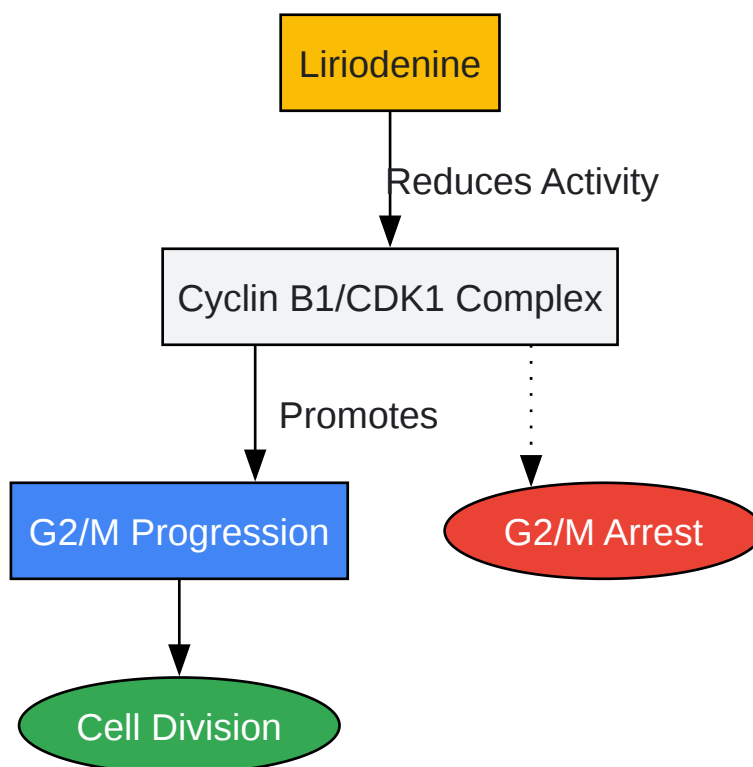 Liriodenine
Reduces Activity
Cyclin B1/CDK1 Complex
Promotes
G2/M Progression
G2/M Arrest
Cell Division